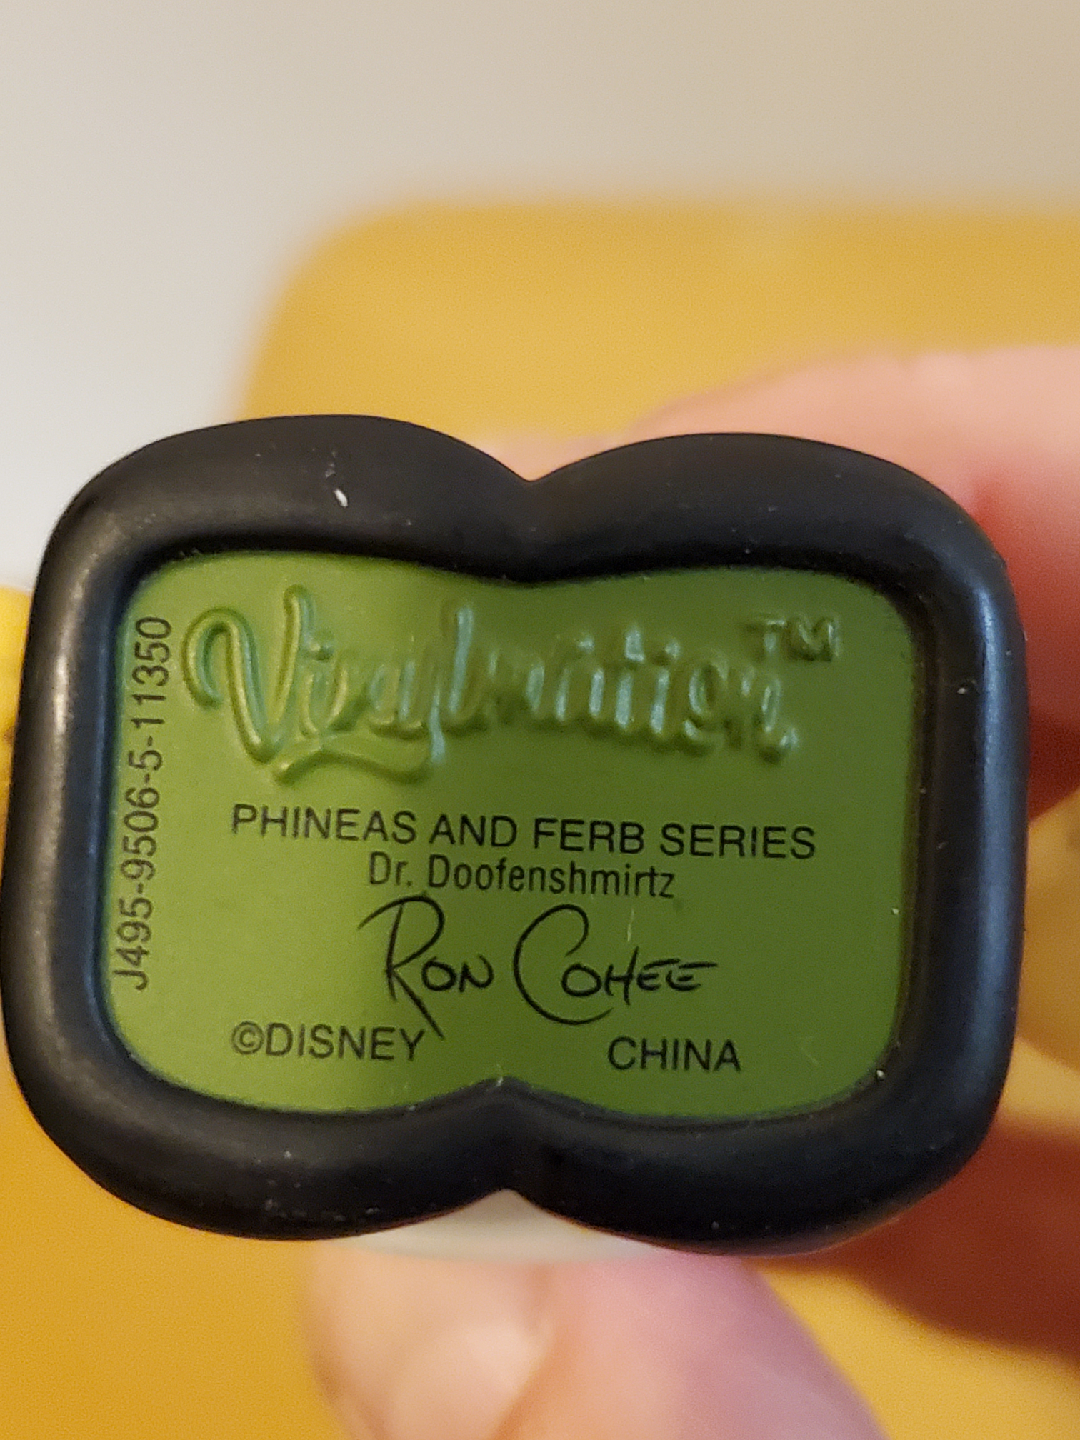 Vinylmation™
PHINEAS AND FERB SERIES
Dr. Doofenshmirtz
Ron Cohee
©DISNEY CHINA
J495-9506-5-11350